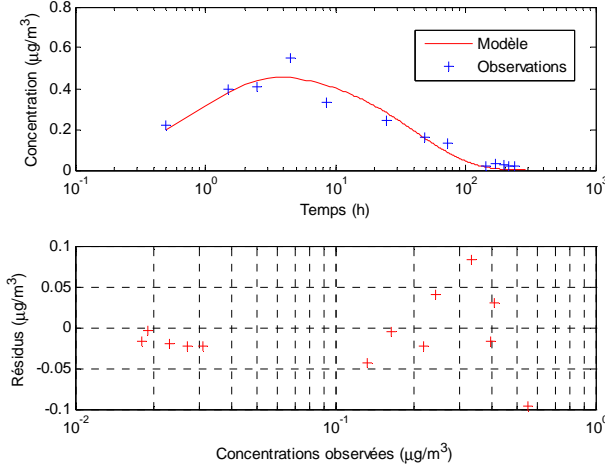 Concentration (μg/m³)
0.8
0.6
0.4
0.2
0
Modèle
Observations
10⁻¹ 10⁰ 10¹ 10² 10³
Temps (h)
Résidus (μg/m³)
0.1
0.05
0
-0.05
-0.1
10⁻² 10⁻¹ 10⁰
Concentrations observées (μg/m³)